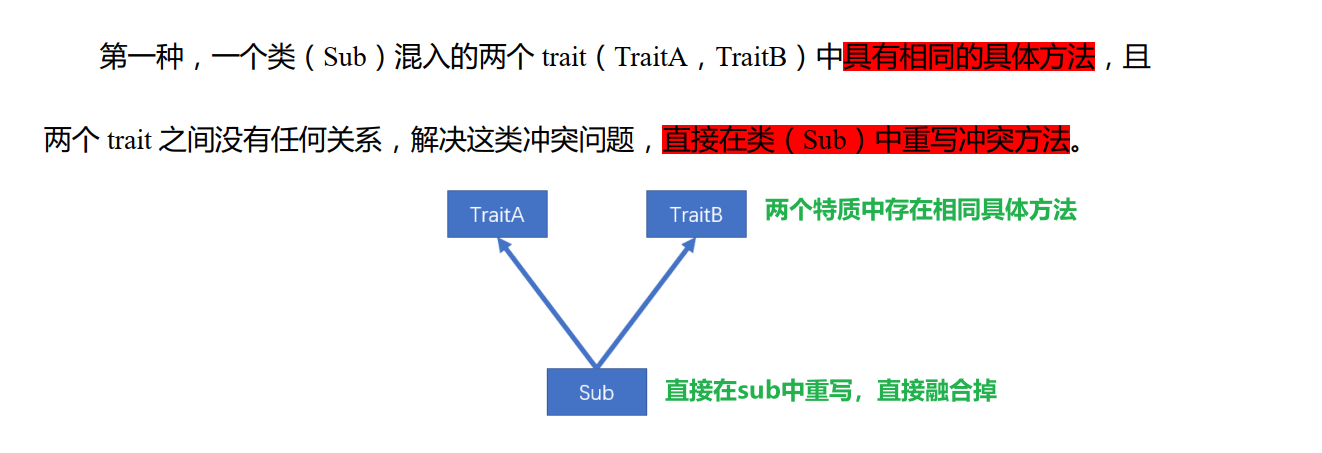 第一种，一个类（Sub）混入的两个 trait（TraitA，TraitB）中具有相同的具体方法，且
两个 trait 之间没有任何关系，解决这类冲突问题，直接在类（Sub）中重写冲突方法。
TraitA
TraitB
两个特质中存在相同具体方法
Sub
直接在sub中重写，直接融合掉